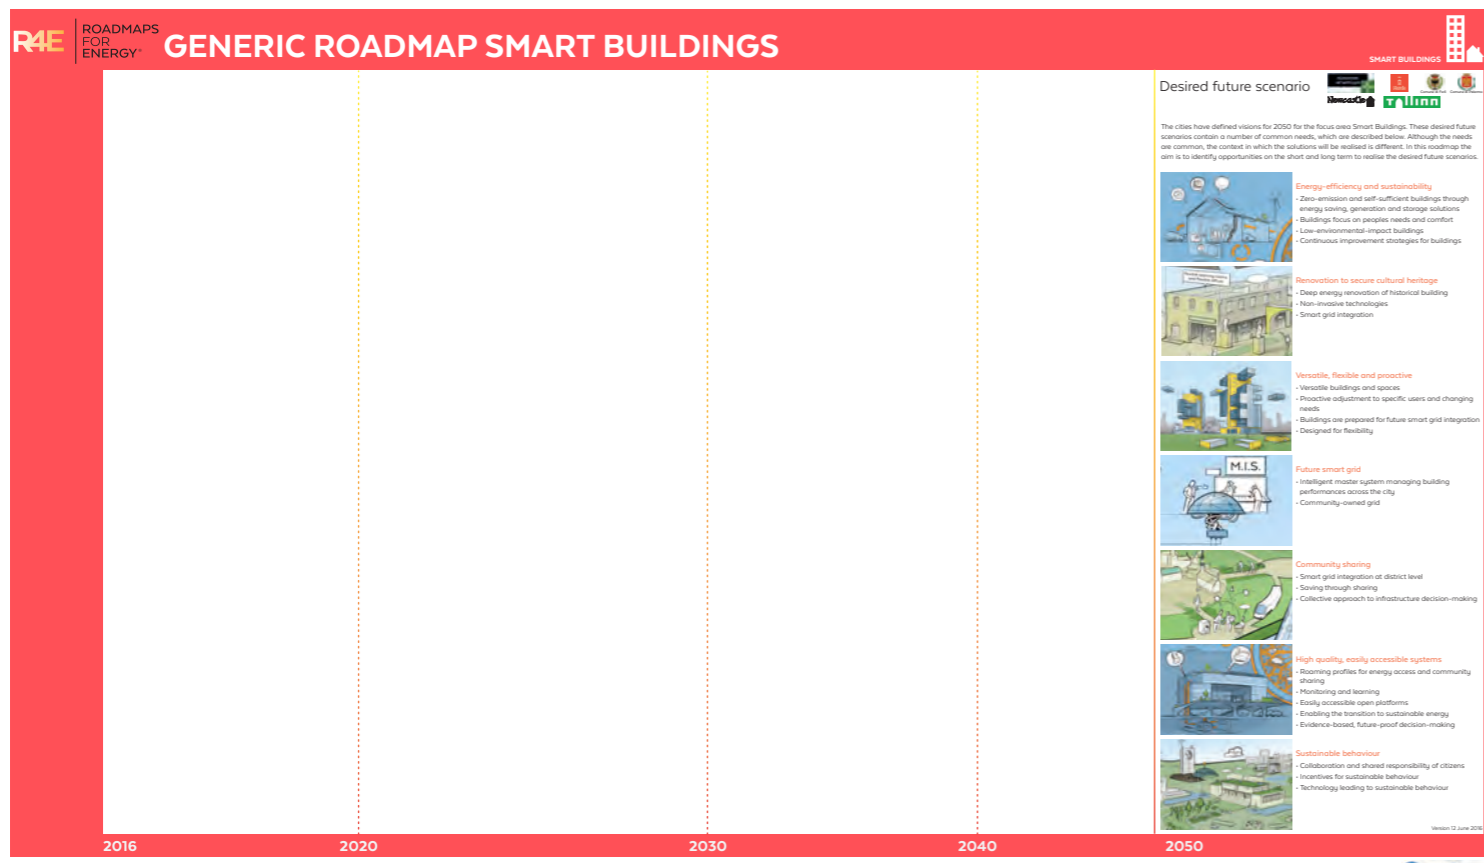 R4E
ROADMAPS
FOR
ENERGY
GENERIC ROADMAP SMART BUILDINGS
SMART BUILDINGS
Desired future scenario
Newcastle
Tallinn
The cities have defined visions for 2050 for the focus area Smart Buildings. These desired future
scenarios contain a number of common needs, which are described below. Although the needs
are common, the context in which the solutions will be realised is different. In this roadmap the
aim is to identify opportunities on the short and long term to realise the desired future scenarios.
Energy-efficiency and sustainability
- Zero-emission and self-sufficient buildings through
energy saving, generation and storage solutions
- Buildings focus on peoples needs and comfort
- Low-environmental-impact buildings
- Continuous improvement strategies for buildings
Renovation to secure cultural heritage
- Deep energy renovation of historical building
- Non-invasive technologies
- Smart grid integration
Versatile, flexible and proactive
- Versatile buildings and spaces
- Proactive adjustment to specific users and changing
needs
- Buildings are prepared for future smart grid integration
- Designed for flexibility
M.I.S.
Future smart grid
- Intelligent master system managing building
performances across the city
- Community-owned grid
Community sharing
- Smart grid integration at district level
- Saving through sharing
- Collective approach to infrastructure decision-making
High quality, easily accessible systems
- Roaming profiles for energy access and community
sharing
- Monitoring and learning
- Easily accessible open platforms
- Enabling the transition to sustainable energy
- Evidence-based, future-proof decision-making
Sustainable behaviour
- Collaboration and shared responsibility of citizens
- Incentives for sustainable behaviour
- Technology leading to sustainable behaviour
Version 12 June 2016
2016 2020 2030 2040 2050